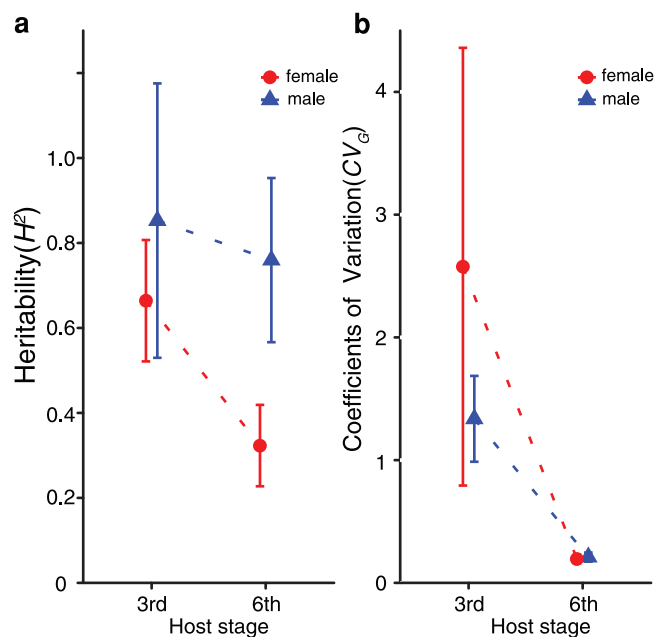 a
female
male
Heritability(H²)
1.0
0.8
0.6
0.4
0.2
0
3rd
6th
Host stage
b
female
male
Coefficients of Variation(CV_G)
4
3
2
1
0
3rd
6th
Host stage